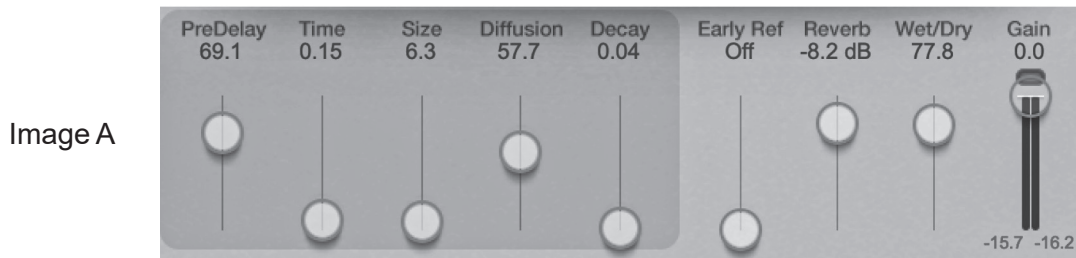 PreDelay Time Size Diffusion Decay Early Ref Reverb Wet/Dry Gain
69.1 0.15 6.3 57.7 0.04 Off -8.2 dB 77.8 0.0
Image A
-15.7 -16.2